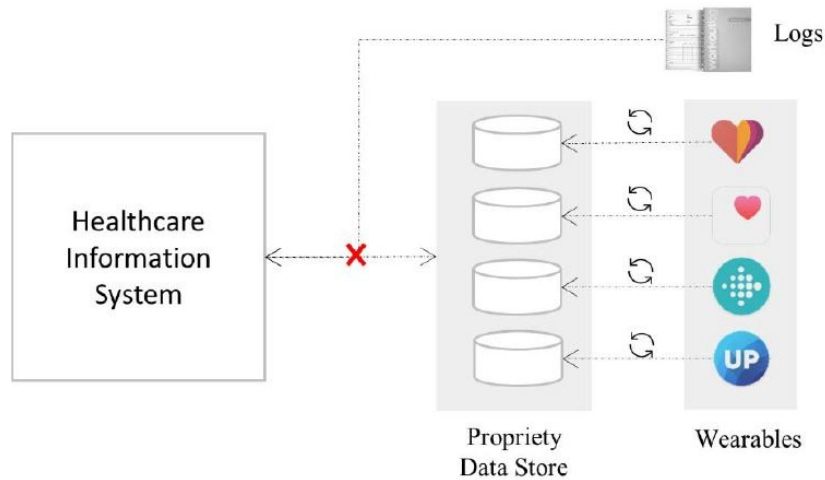 Logs
Healthcare
Information
System
UP
Propriety
Data Store
Wearables